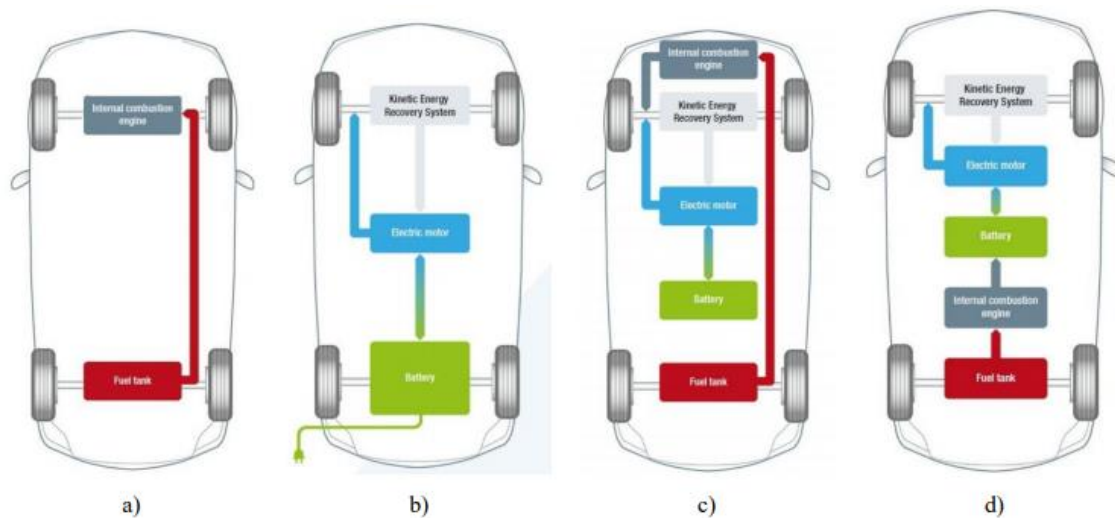 Internal combustion
engine
Fuel tank
a)
Kinetic Energy
Recovery System
Electric motor
Battery
b)
Internal combustion
engine
Kinetic Energy
Recovery System
Electric motor
Battery
Fuel tank
c)
Kinetic Energy
Recovery System
Electric motor
Battery
Internal combustion
engine
Fuel tank
d)